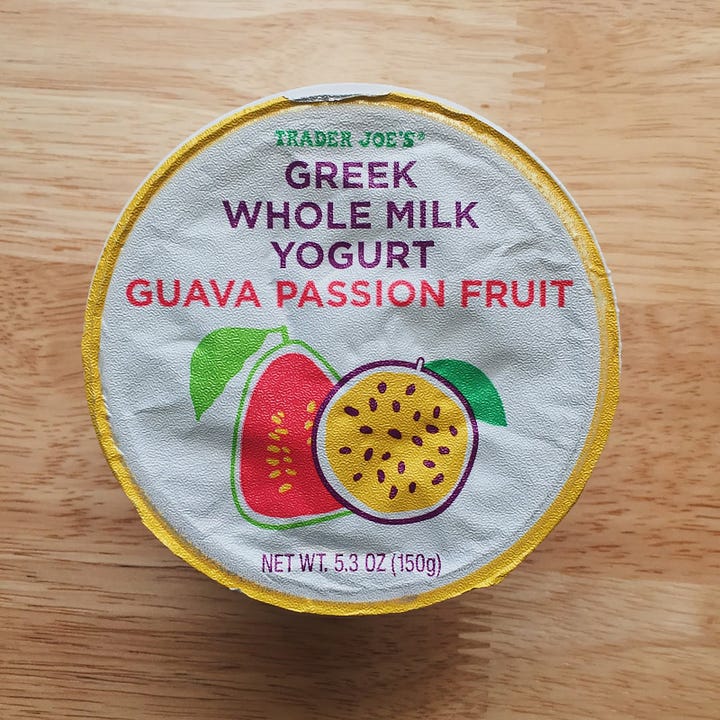 TRADER JOE'S®
GREEK
WHOLE MILK
YOGURT
GUAVA PASSION FRUIT
NET WT. 5.3 OZ (150g)